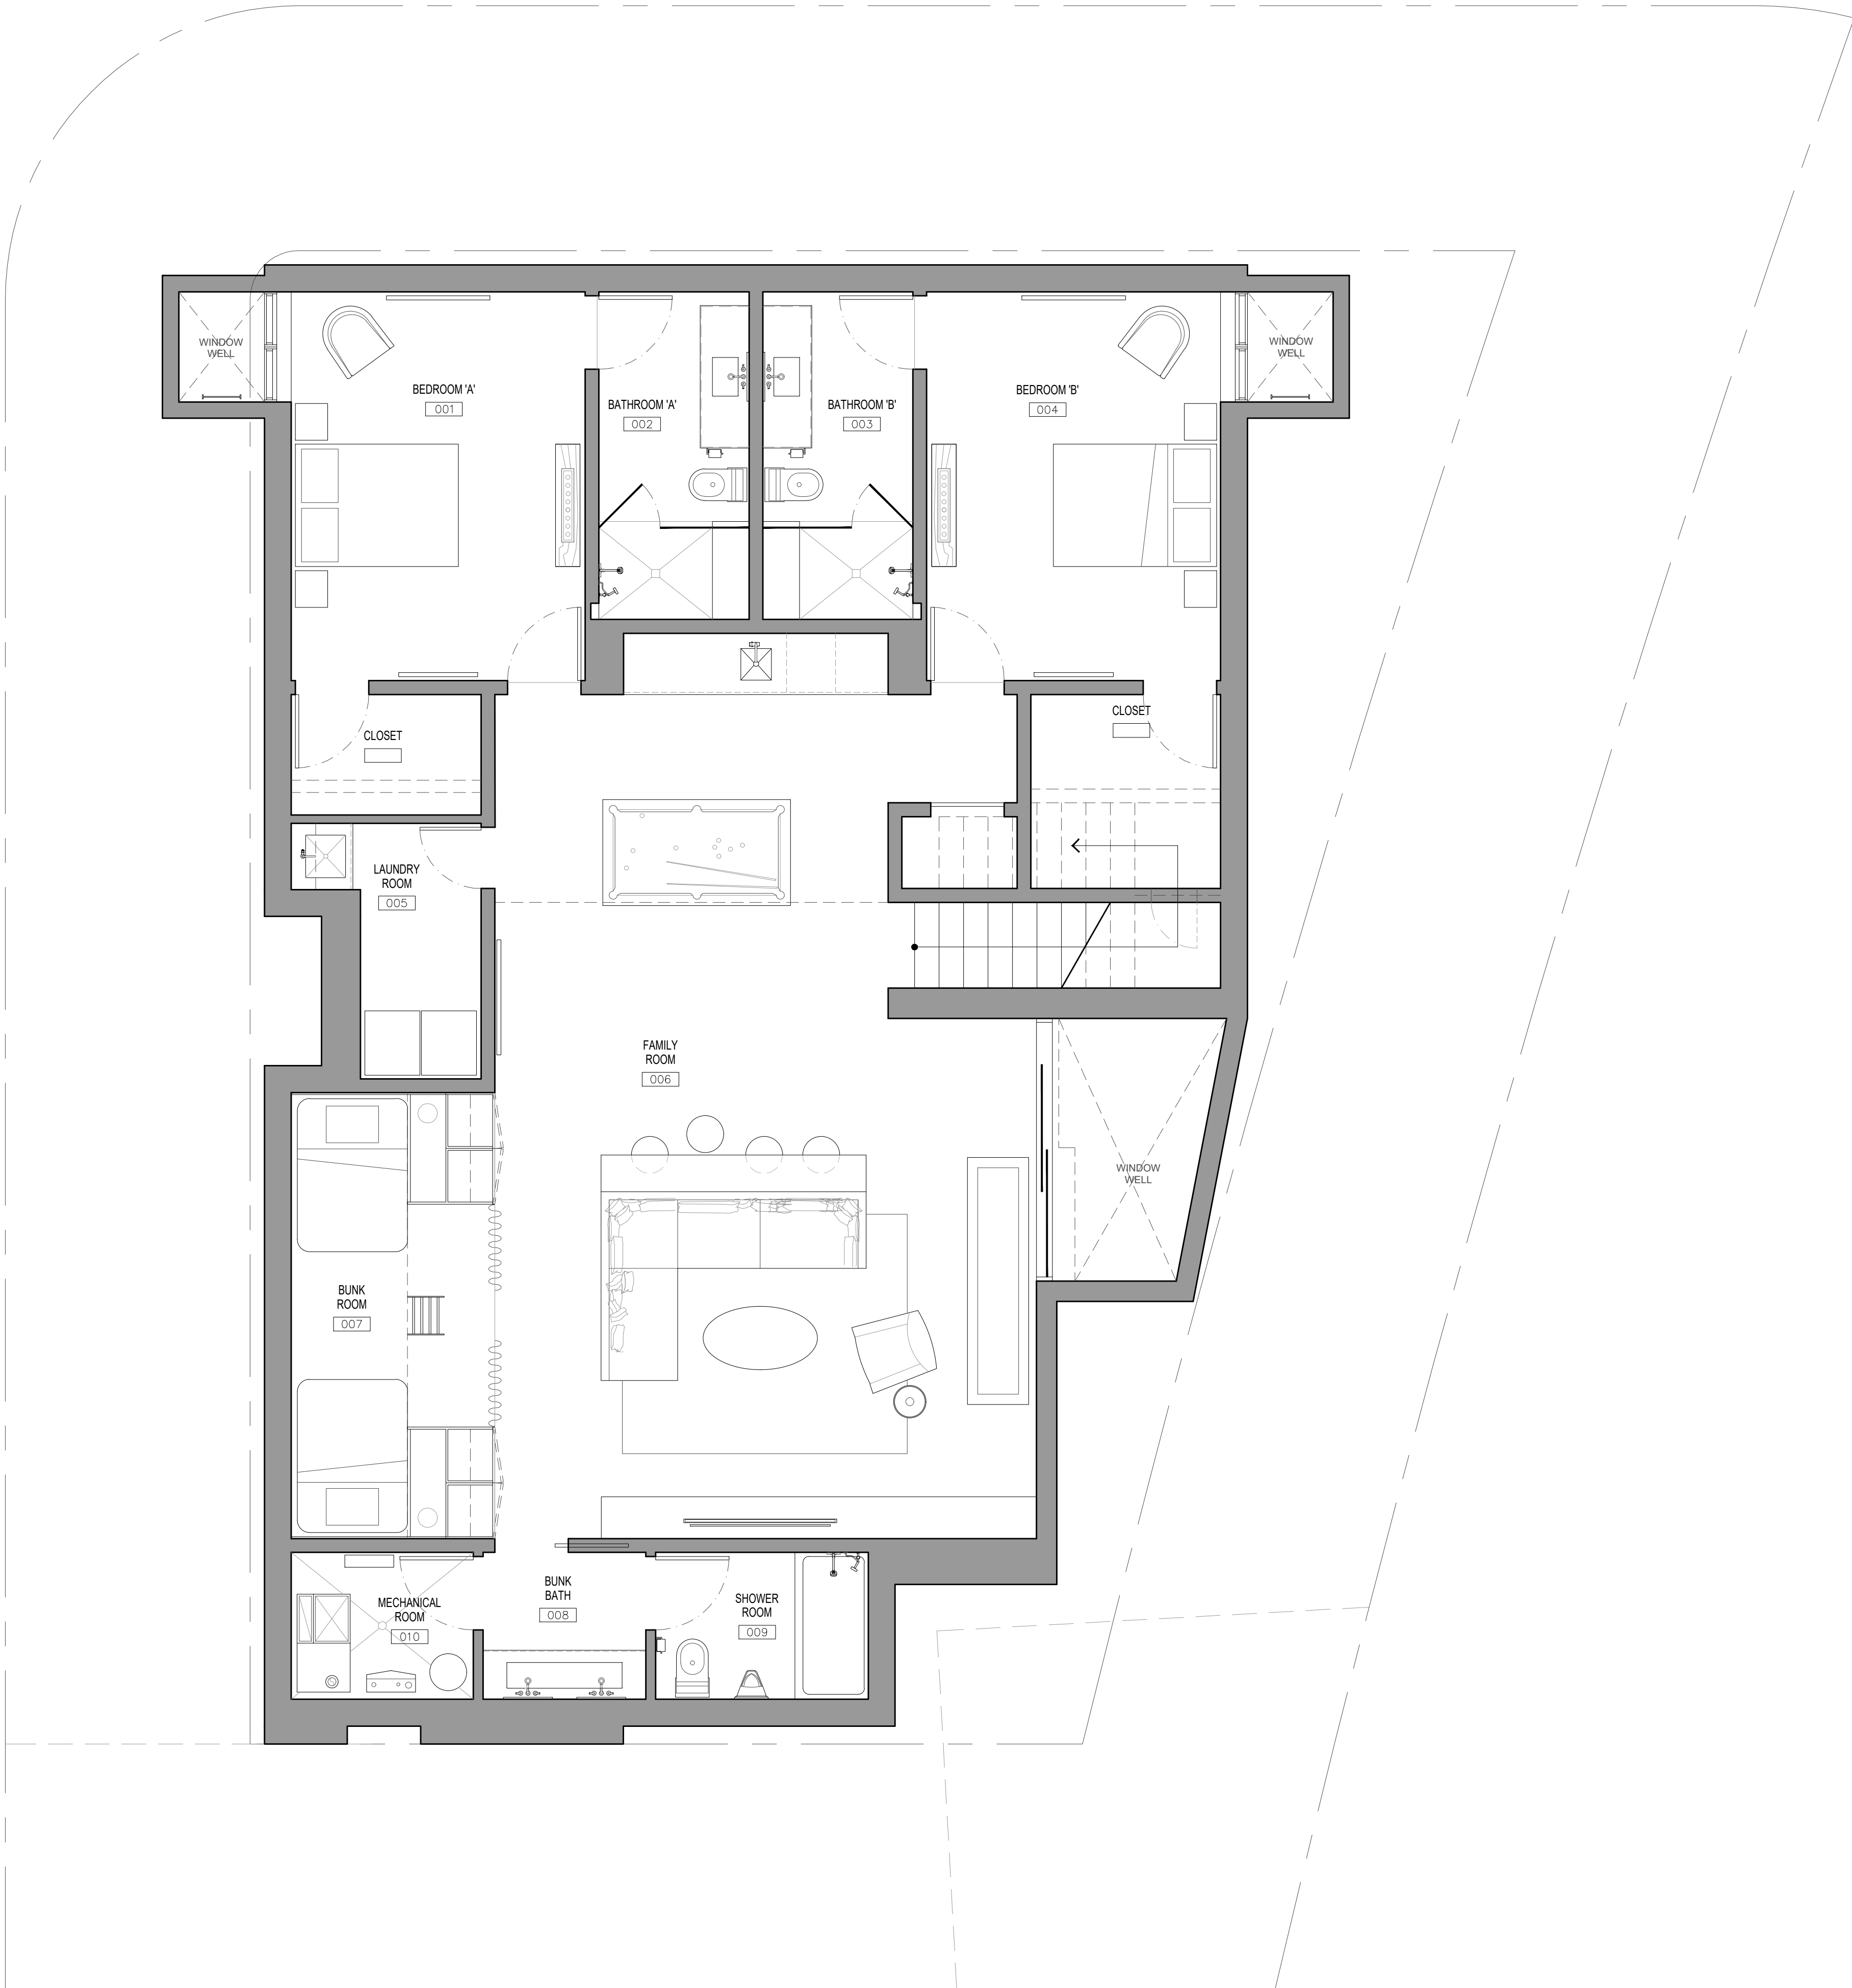 WINDOW
WELL
BEDROOM 'A'
001
BATHROOM 'A'
002
BATHROOM 'B'
003
BEDROOM 'B'
004
WINDOW
WELL
CLOSET
CLOSET
LAUNDRY
ROOM
005
FAMILY
ROOM
006
WINDOW
WELL
BUNK
ROOM
007
MECHANICAL
ROOM
010
BUNK
BATH
008
SHOWER
ROOM
009